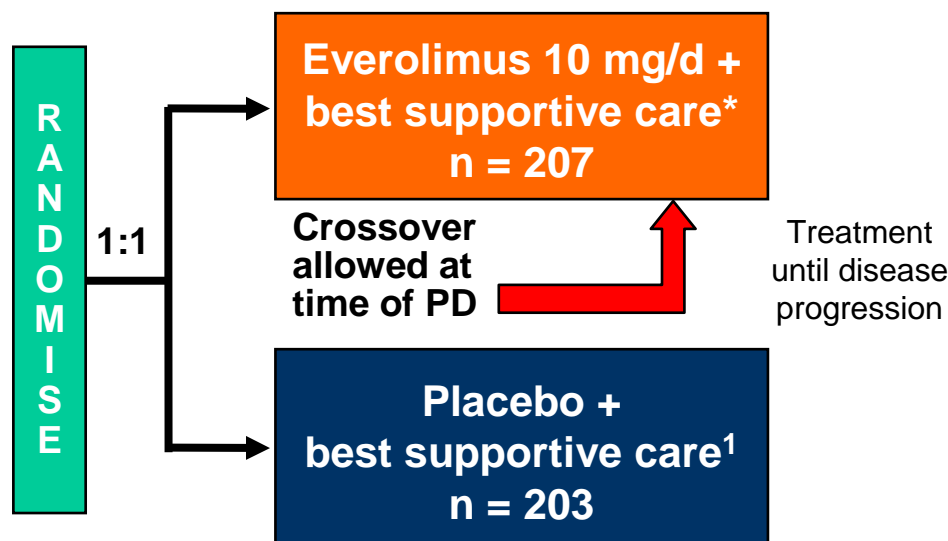 RANDOMISE
1:1
Everolimus 10 mg/d +
best supportive care*
n = 207
Crossover
allowed at
time of PD
Treatment
until disease
progression
Placebo +
best supportive care¹
n = 203